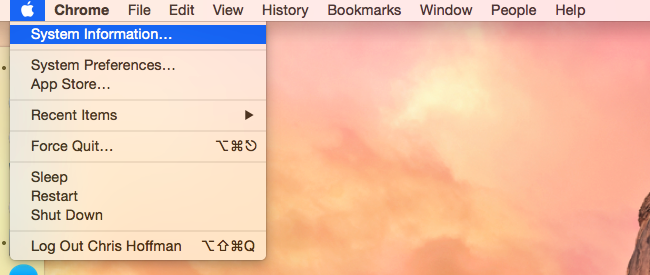 Chrome File Edit View History Bookmarks Window People Help
System Information...
System Preferences...
App Store...
Recent Items ▶
Force Quit... ⌥⌘⎋
Sleep
Restart
Shut Down
Log Out Chris Hoffman ⌥⇧⌘Q